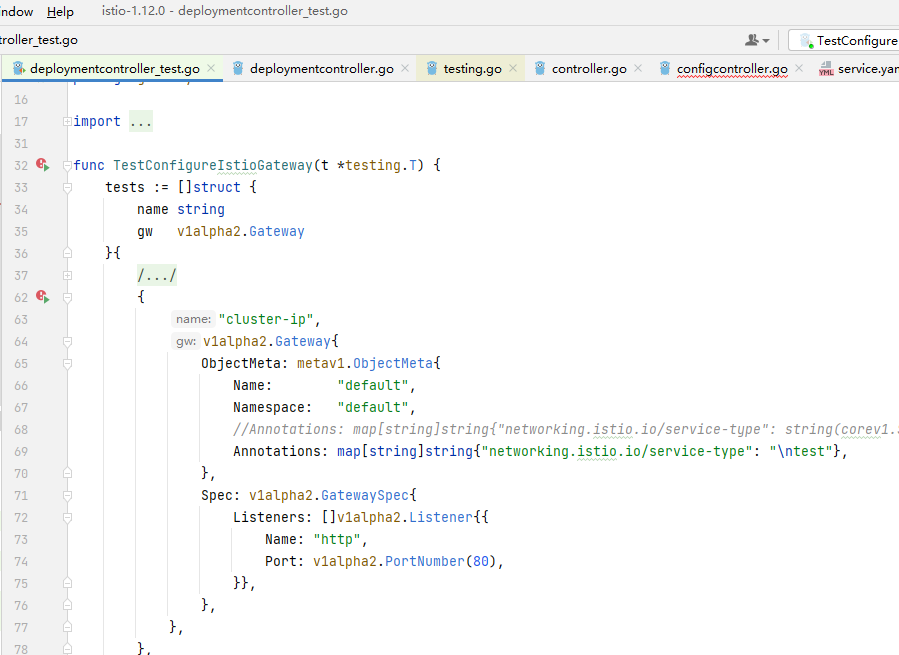 ndow Help istio-1.12.0 - deploymentcontroller_test.go
troller_test.go TestConfigure
deploymentcontroller_test.go deploymentcontroller.go testing.go controller.go configcontroller.go YML service.yan
16
17 import ...
31
32 func TestConfigureIstioGateway(t *testing.T) {
33 tests := []struct {
34 name string
35 gw v1alpha2.Gateway
36 }{
37 /.../
62 {
63 name: "cluster-ip",
64 gw: v1alpha2.Gateway{
65 ObjectMeta: metav1.ObjectMeta{
66 Name: "default",
67 Namespace: "default",
68 //Annotations: map[string]string{"networking.istio.io/service-type": string(corev1.
69 Annotations: map[string]string{"networking.istio.io/service-type": "\ntest"},
70 },
71 Spec: v1alpha2.GatewaySpec{
72 Listeners: []v1alpha2.Listener{{
73 Name: "http",
74 Port: v1alpha2.PortNumber(80),
75 }},
76 },
77 },
78 },